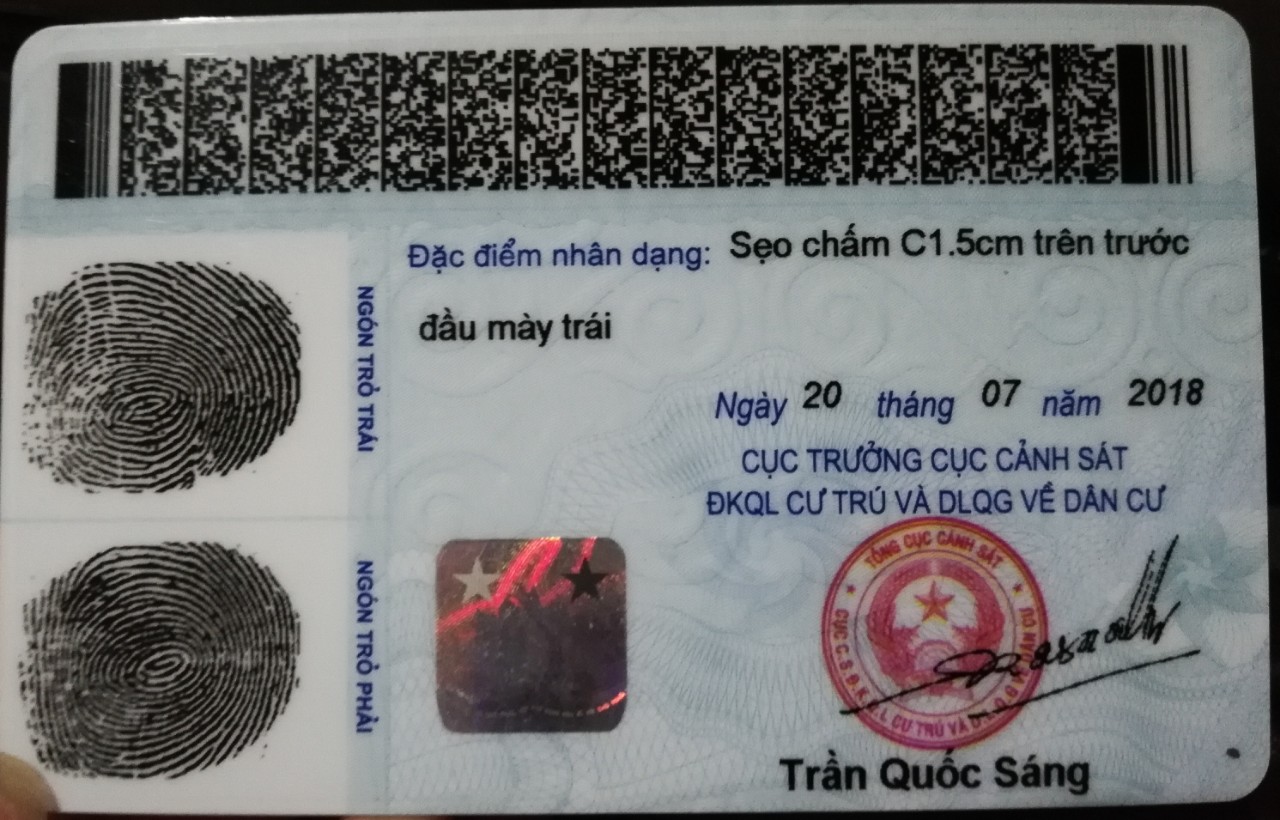 Đặc điểm nhân dạng: Sẹo chấm C1.5cm trên trước
đầu mày trái
NGÓN TRỎ TRÁI
NGÓN TRỎ PHẢI
Ngày 20 tháng 07 năm 2018
CỤC TRƯỞNG CỤC CẢNH SÁT
ĐKQL CƯ TRÚ VÀ DLQG VỀ DÂN CƯ
TỔNG CỤC CẢNH SÁT
CỤC C.S.Đ.K.Q.L CƯ TRÚ VÀ
Trần Quốc Sáng